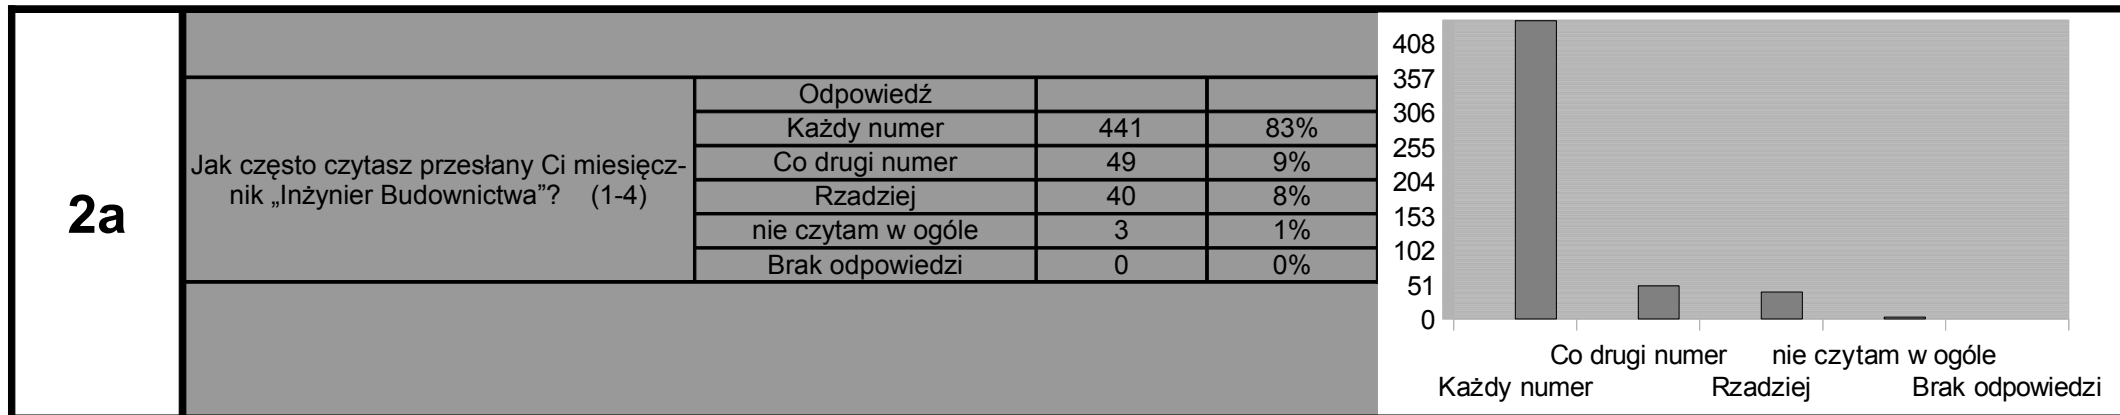 2a
Jak często czytasz przesłany Ci miesięcz-
nik „Inżynier Budownictwa”? (1-4)
Odpowiedź
Każdy numer 441 83%
Co drugi numer 49 9%
Rzadziej 40 8%
nie czytam w ogóle 3 1%
Brak odpowiedzi 0 0%
408
357
306
255
204
153
102
51
0
Co drugi numer nie czytam w ogóle
Każdy numer Rzadziej Brak odpowiedzi